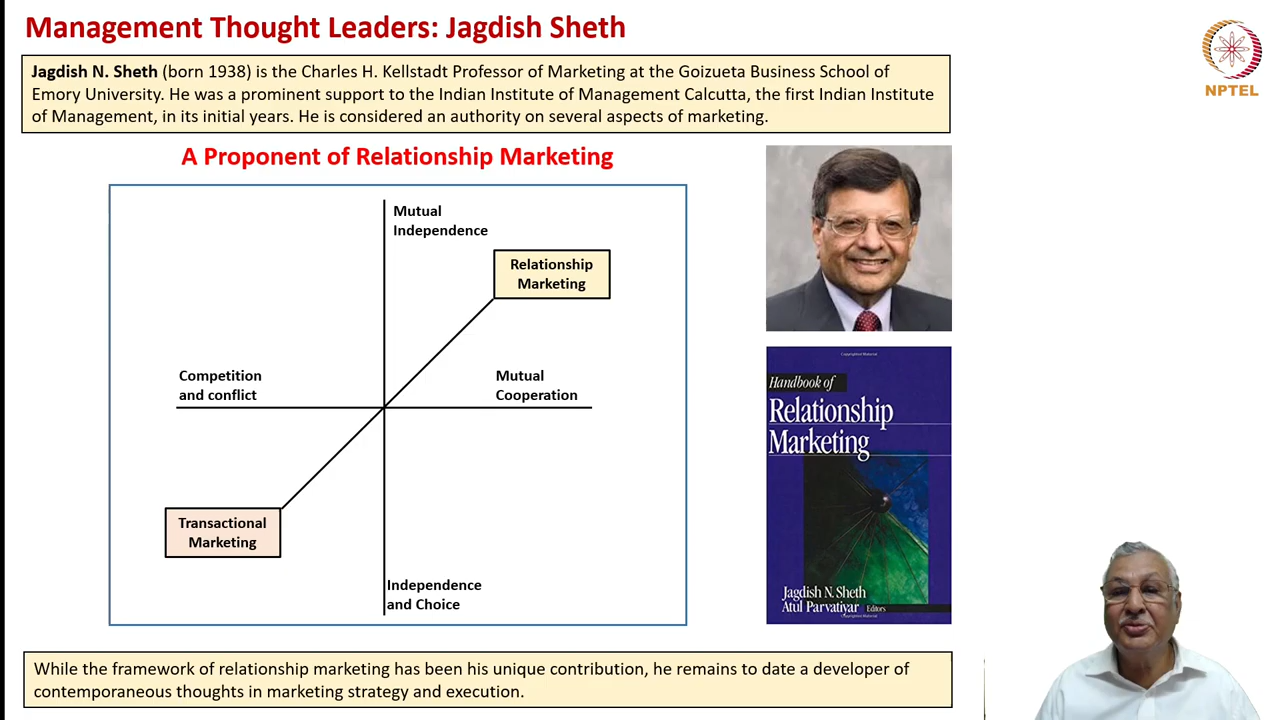 Management Thought Leaders: Jagdish Sheth
NPTEL
Jagdish N. Sheth (born 1938) is the Charles H. Kellstadt Professor of Marketing at the Goizueta Business School of
Emory University. He was a prominent support to the Indian Institute of Management Calcutta, the first Indian Institute
of Management, in its initial years. He is considered an authority on several aspects of marketing.
A Proponent of Relationship Marketing
Mutual
Independence
Relationship
Marketing
Competition
and conflict
Mutual
Cooperation
Transactional
Marketing
Independence
and Choice
Copyrighted Material
Handbook of
Relationship
Marketing
Jagdish N. Sheth
Atul Parvatiyar Editors
Copyrighted Material
While the framework of relationship marketing has been his unique contribution, he remains to date a developer of
contemporaneous thoughts in marketing strategy and execution.